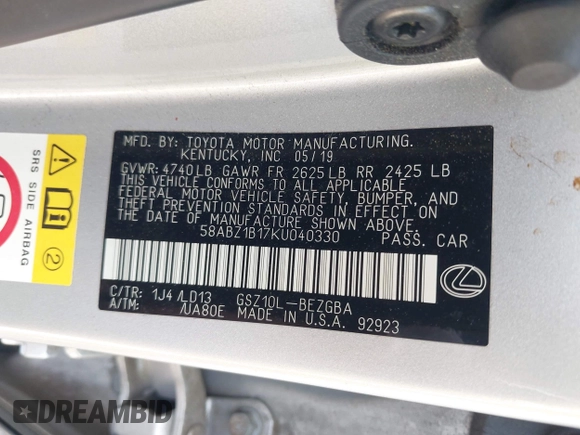 MFD. BY: TOYOTA MOTOR MANUFACTURING.
KENTUCKY, INC 05/19
GVWR: 4740LB GAWR FR 2625LB RR 2425 LB
THIS VEHICLE CONFORMS TO ALL APPLICABLE
FEDERAL MOTOR VEHICLE SAFETY, BUMPER, AND
THEFT PREVENTION STANDARDS IN EFFECT ON
THE DATE OF MANUFACTURE SHOWN ABOVE.
58ABZ1B17KU040330 PASS. CAR
C/TR: 1J4 /LD13 GSZ10L-BEZGBA
A/TM: /UA80E MADE IN U.S.A. 92923
SRS SIDE AIRBAG
2
DREAMBID